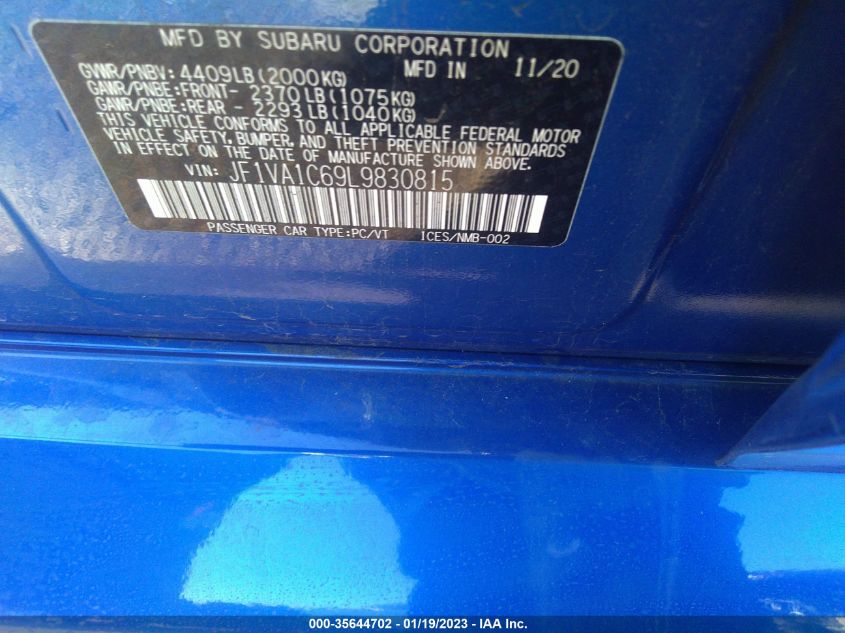 MFD BY SUBARU CORPORATION
GVWR/PNBV: 4409LB(2000KG) MFD IN 11/20
GAWR/PNBE:FRONT- 2370LB(1075KG)
GAWR/PNBE:REAR - 2293LB(1040KG)
THIS VEHICLE CONFORMS TO ALL APPLICABLE FEDERAL MOTOR
VEHICLE SAFETY, BUMPER, AND THEFT PREVENTION STANDARDS
IN EFFECT ON THE DATE OF MANUFACTURE SHOWN ABOVE.
VIN: JF1VA1C69L9830815
PASSENGER CAR TYPE:PC/VT ICES/NMB-002
000-35644702 - 01/19/2023 - IAA Inc.